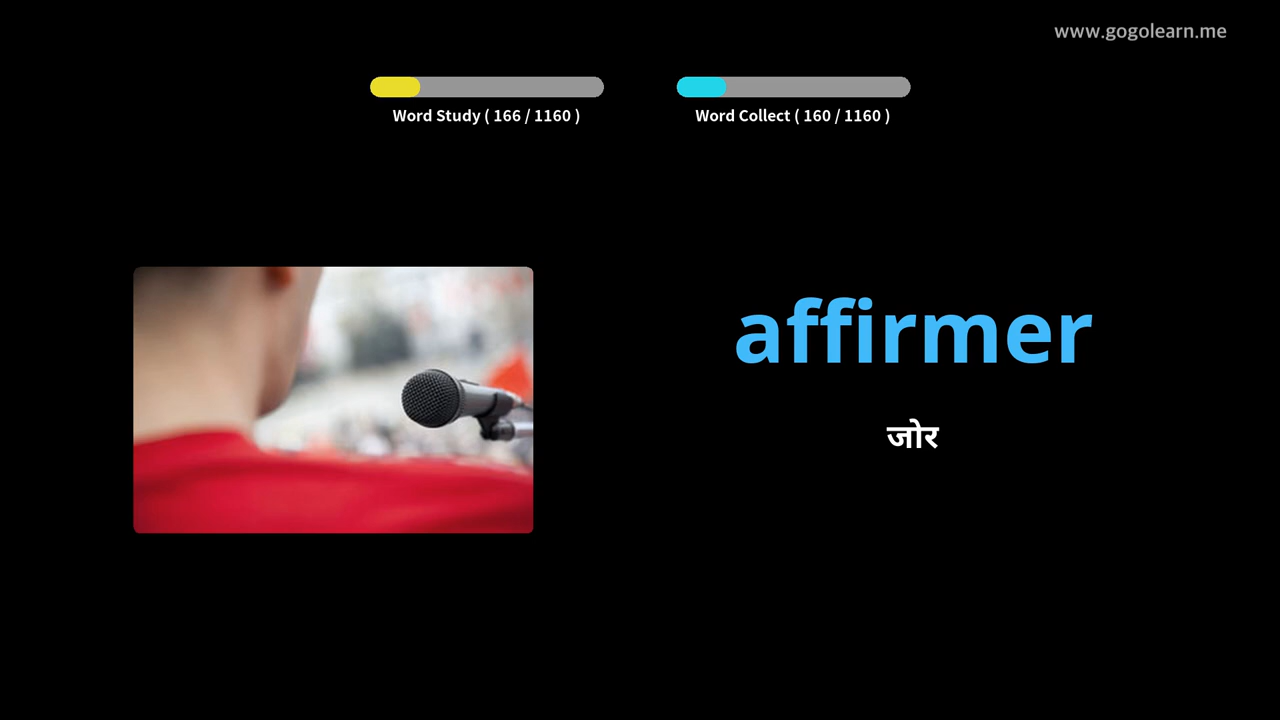 www.gogolearn.me
Word Study ( 166 / 1160 )
Word Collect ( 160 / 1160 )
affirmer
जोर